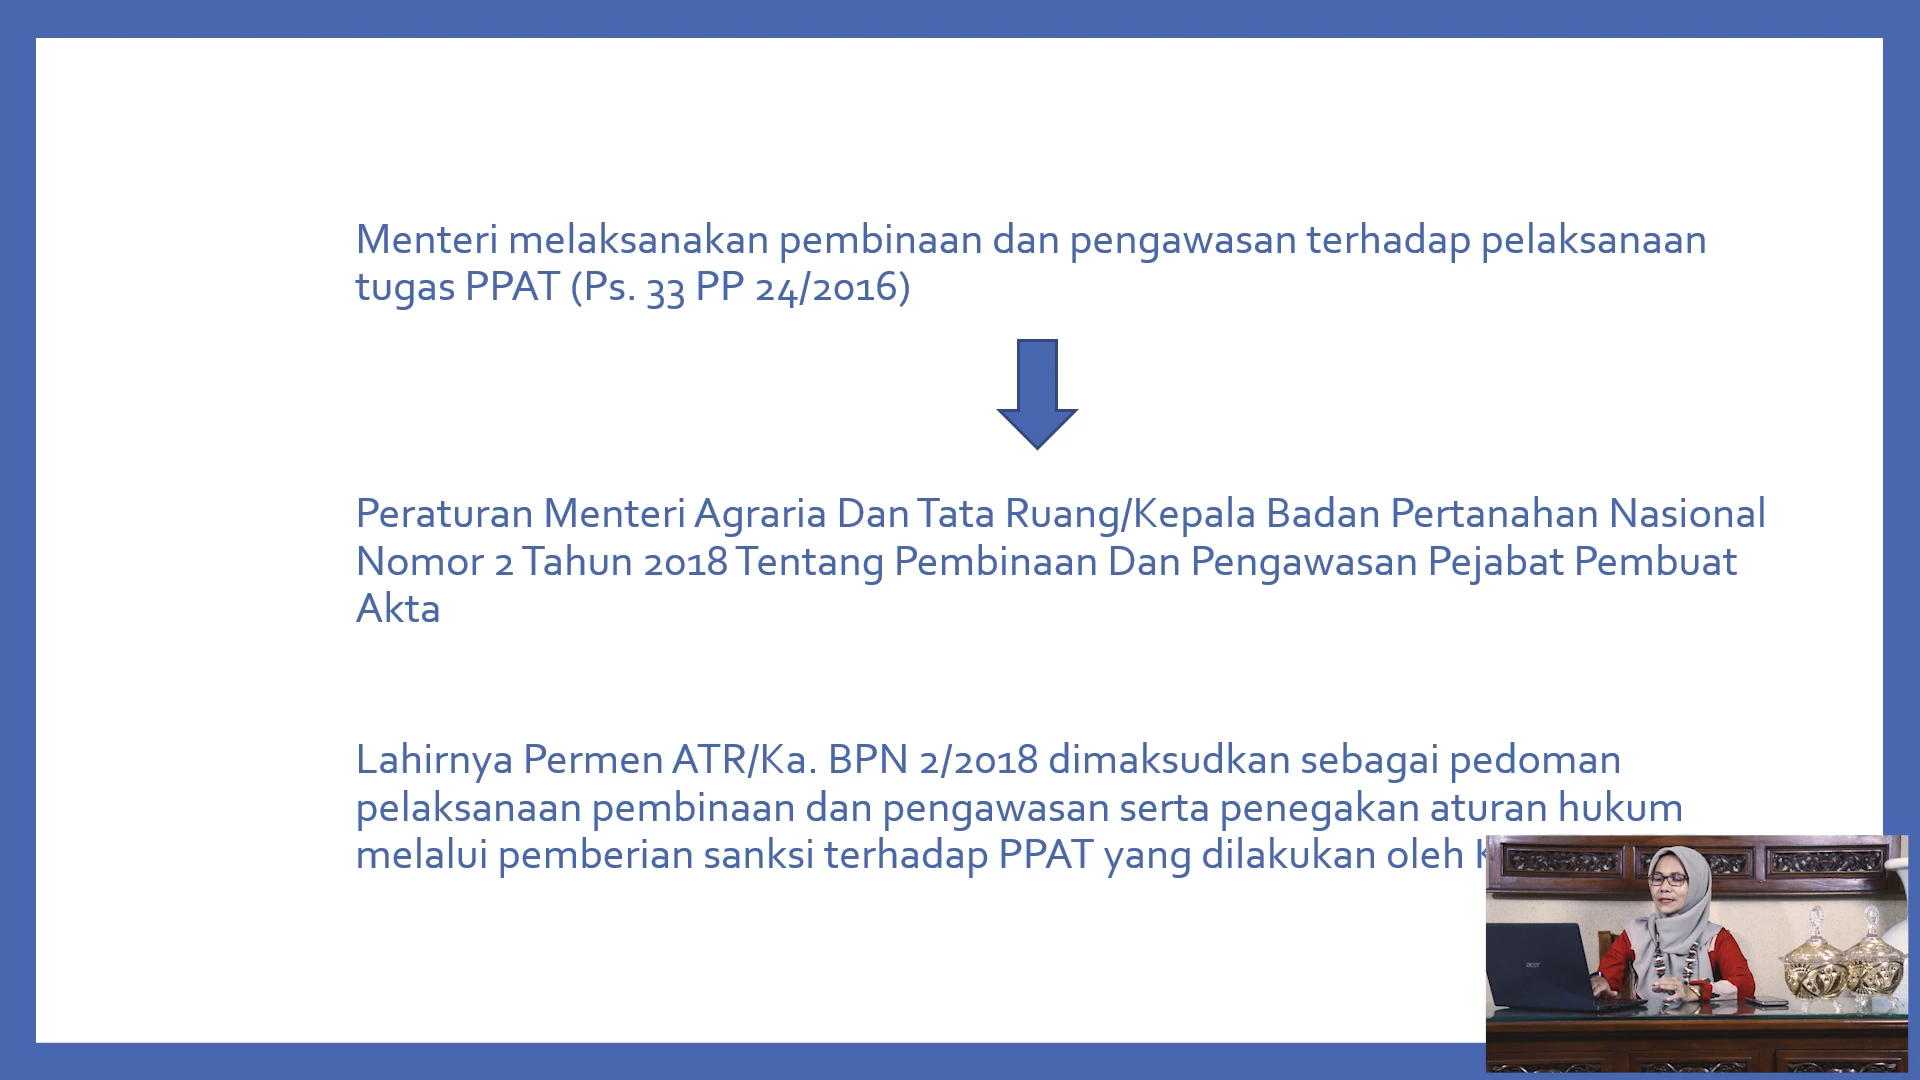 Menteri melaksanakan pembinaan dan pengawasan terhadap pelaksanaan
tugas PPAT (Ps. 33 PP 24/2016)
Peraturan Menteri Agraria Dan Tata Ruang/Kepala Badan Pertanahan Nasional
Nomor 2 Tahun 2018 Tentang Pembinaan Dan Pengawasan Pejabat Pembuat
Akta
Lahirnya Permen ATR/Ka. BPN 2/2018 dimaksudkan sebagai pedoman
pelaksanaan pembinaan dan pengawasan serta penegakan aturan hukum
melalui pemberian sanksi terhadap PPAT yang dilakukan oleh
acer